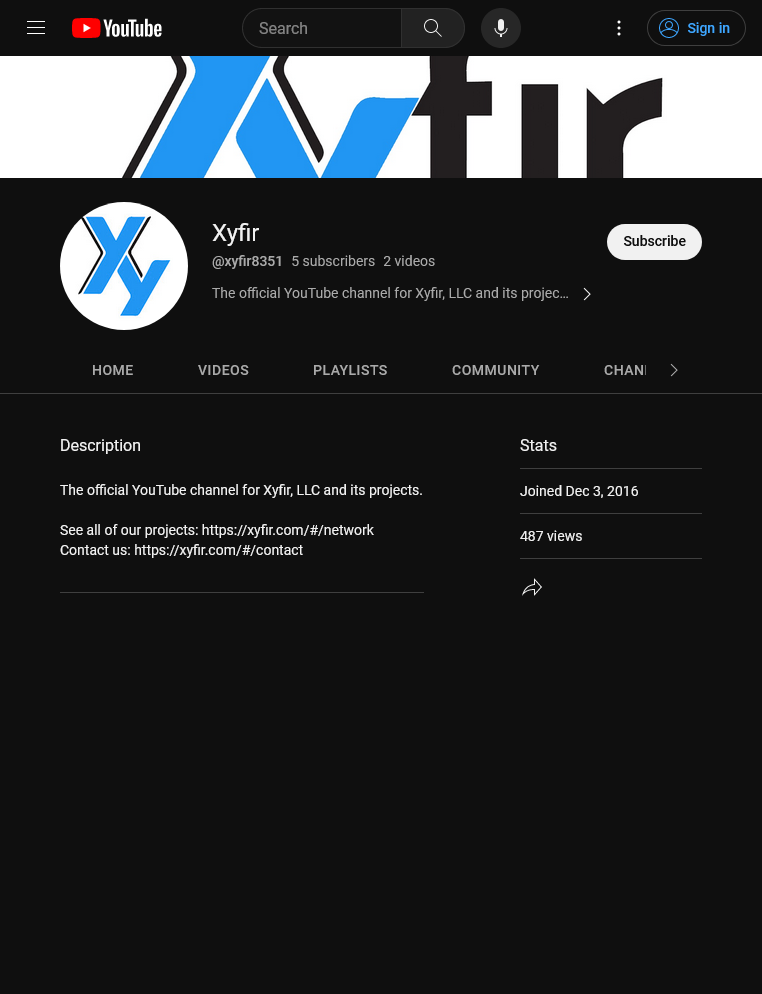 YouTube
Search
Sign in
Xyfir
Xy
Xyfir
@xyfir8351 5 subscribers 2 videos
Subscribe
The official YouTube channel for Xyfir, LLC and its projec...
HOME VIDEOS PLAYLISTS COMMUNITY
Description
The official YouTube channel for Xyfir, LLC and its projects.
See all of our projects: https://xyfir.com/#/network
Contact us: https://xyfir.com/#/contact
Stats
Joined Dec 3, 2016
487 views